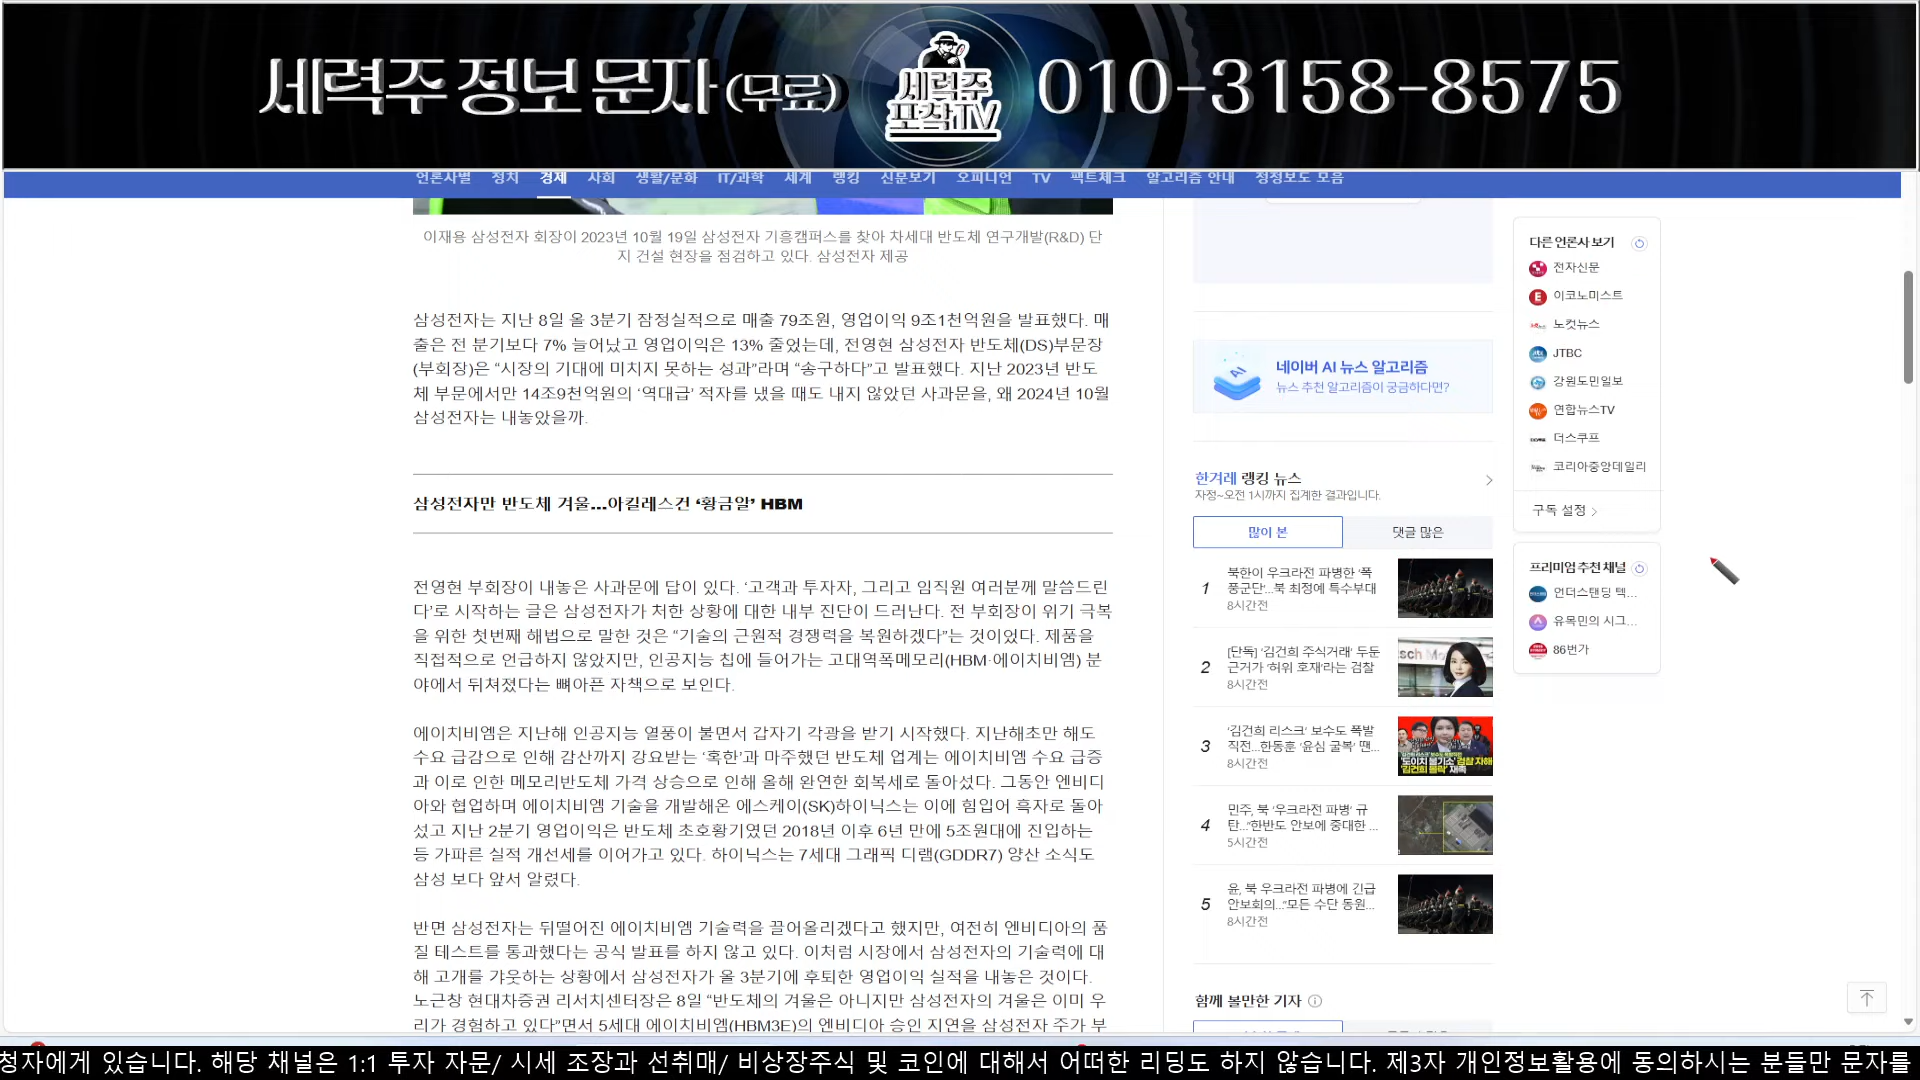 세력주 정보 문자 (무료)
세력주
포착TV
010-3158-8575
언론사별 정치 경제 사회 생활/문화 IT/과학 세계 랭킹 신문보기 오피니언 TV 팩트체크 알고리즘 안내 정정보도 모음
이재용 삼성전자 회장이 2023년 10월 19일 삼성전자 기흥캠퍼스를 찾아 차세대 반도체 연구개발(R&D) 단
지 건설 현장을 점검하고 있다. 삼성전자 제공
삼성전자는 지난 8일 올 3분기 잠정실적으로 매출 79조원, 영업이익 9조1천억원을 발표했다. 매
출은 전 분기보다 7% 늘어났고 영업이익은 13% 줄었는데, 전영현 삼성전자 반도체(DS)부문장
(부회장)은 “시장의 기대에 미치지 못하는 성과”라며 “송구하다”고 발표했다. 지난 2023년 반도
체 부문에서만 14조9천억원의 ‘역대급’ 적자를 냈을 때도 내지 않았던 사과문을, 왜 2024년 10월
삼성전자는 내놓았을까.
삼성전자만 반도체 겨울…아킬레스건 ‘황금알’ HBM
전영현 부회장이 내놓은 사과문에 답이 있다. ‘고객과 투자자, 그리고 임직원 여러분께 말씀드린
다’로 시작하는 글은 삼성전자가 처한 상황에 대한 내부 진단이 드러난다. 전 부회장이 위기 극복
을 위한 첫번째 해법으로 말한 것은 “기술의 근원적 경쟁력을 복원하겠다”는 것이었다. 제품을
직접적으로 언급하지 않았지만, 인공지능 칩에 들어가는 고대역폭메모리(HBM·에이치비엠) 분
야에서 뒤쳐졌다는 뼈아픈 자책으로 보인다.
에이치비엠은 지난해 인공지능 열풍이 불면서 갑자기 각광을 받기 시작했다. 지난해초만 해도
수요 급감으로 인해 감산까지 강요받는 ‘혹한’과 마주했던 반도체 업계는 에이치비엠 수요 급증
과 이로 인한 메모리반도체 가격 상승으로 인해 올해 완연한 회복세로 돌아섰다. 그동안 엔비디
아와 협업하며 에이치비엠 기술을 개발해온 에스케이(SK)하이닉스는 이에 힘입어 흑자로 돌아
섰고 지난 2분기 영업이익은 반도체 초호황기였던 2018년 이후 6년 만에 5조원대에 진입하는
등 가파른 실적 개선세를 이어가고 있다. 하이닉스는 7세대 그래픽 디램(GDDR7) 양산 소식도
삼성 보다 앞서 알렸다.
반면 삼성전자는 뒤떨어진 에이치비엠 기술력을 끌어올리겠다고 했지만, 여전히 엔비디아의 품
질 테스트를 통과했다는 공식 발표를 하지 않고 있다. 이처럼 시장에서 삼성전자의 기술력에 대
해 고개를 갸웃하는 상황에서 삼성전자가 올 3분기에 후퇴한 영업이익 실적을 내놓은 것이다.
노근창 현대차증권 리서치센터장은 8일 “반도체의 겨울은 아니지만 삼성전자의 겨울은 이미 우
리가 경험하고 있다”면서 5세대 에이치비엠(HBM3E)의 엔비디아 승인 지연을 삼성전자 주가 부
네이버 AI 뉴스 알고리즘
뉴스 추천 알고리즘이 궁금하다면?
한겨레 랭킹 뉴스
자정~오전 1시까지 집계한 결과입니다.
많이 본 댓글 많은
1 북한이 우크라전 파병한 ‘폭
풍군단’…북 최정예 특수부대
8시간전
2 [단독] ‘김건희 주식거래’ 두둔
근거가 ‘허위 호재’라는 검찰
8시간전
3 ‘김건희 리스크’ 보수도 폭발
직전…한동훈 ‘윤심 굴복’ 땐...
8시간전
4 민주, 북 ‘우크라전 파병’ 규
탄…“한반도 안보에 중대한 ...
5시간전
5 윤, 북 우크라전 파병에 긴급
안보회의…“모든 수단 동원...
8시간전
함께 볼만한 기자
다른 언론사 보기
전자신문
이코노미스트
노컷뉴스
JTBC
강원도민일보
연합뉴스TV
더스쿠프
코리아중앙데일리
구독 설정
프리미엄 추천 채널
언더스탠딩 텍...
유목민의 시그...
86번가
청자에게 있습니다. 해당 채널은 1:1 투자 자문/ 시세 조장과 선취매/ 비상장주식 및 코인에 대해서 어떠한 리딩도 하지 않습니다. 제3자 개인정보활용에 동의하시는 분들만 문자를